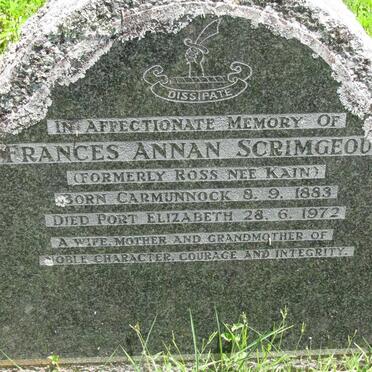 DISSIPATE
IN AFFECTIONATE MEMORY OF
FRANCES ANNAN SCRIMGEOU
(FORMERLY ROSS NEE KAIN)
BORN CARMUNNOCK 8.9.1883
DIED PORT ELIZABETH 28.6.1972
A WIFE, MOTHER AND GRANDMOTHER OF
NOBLE CHARACTER, COURAGE AND INTEGRITY.